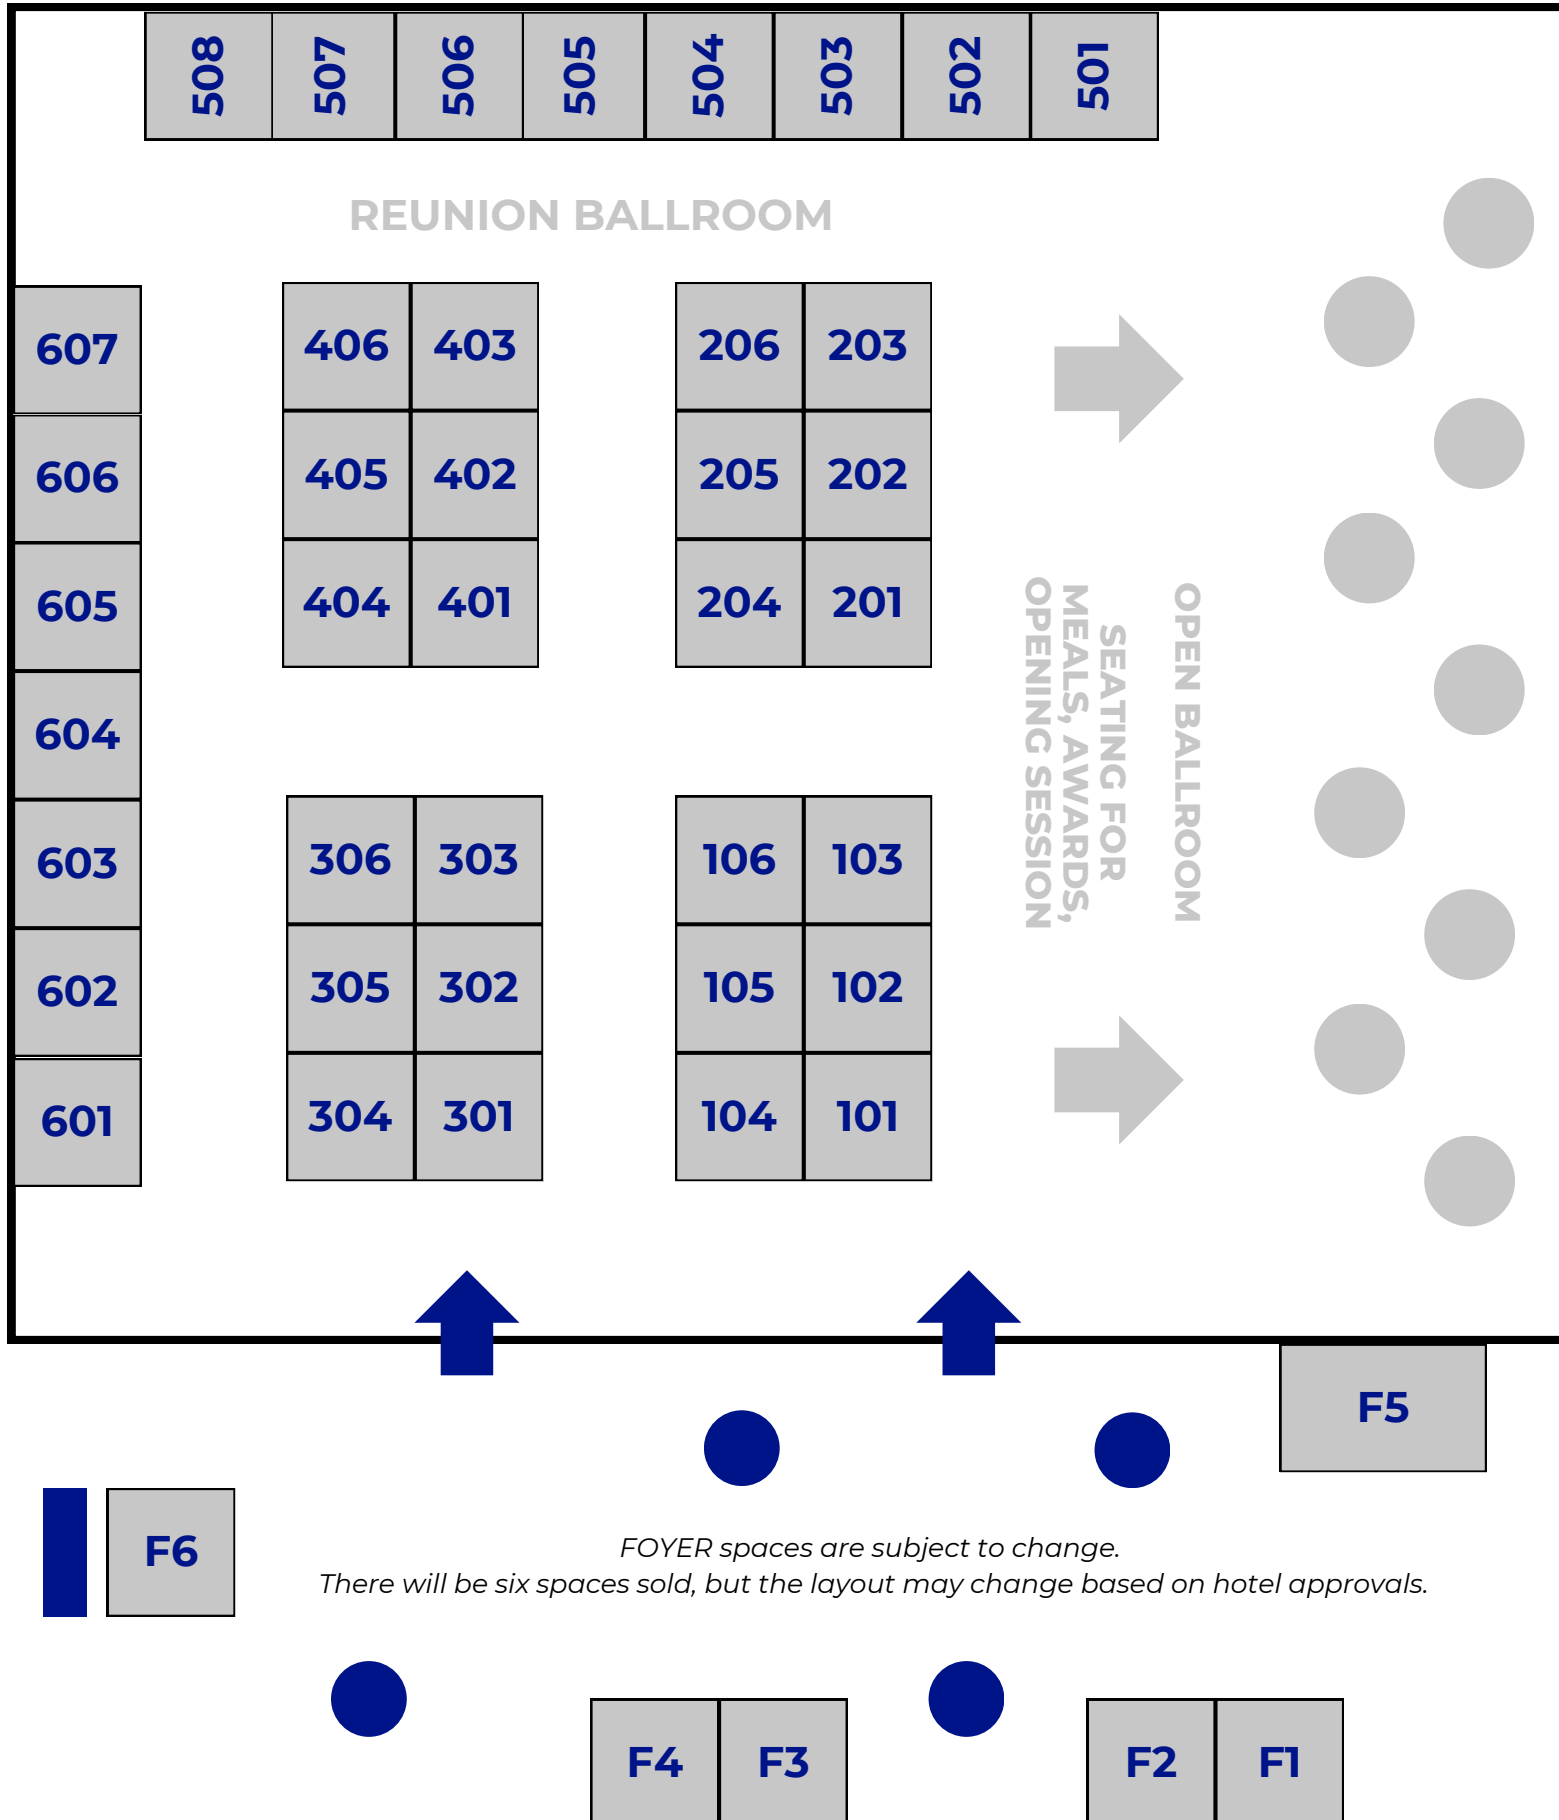 508 507 506 505 504 503 502 501
REUNION BALLROOM
607
606
605
604
603
602
601
406 403
405 402
404 401
206 203
205 202
204 201
306 303
305 302
304 301
106 103
105 102
104 101
OPEN BALLROOM
SEATING FOR
MEALS, AWARDS,
OPENING SESSION
F5
F6
FOYER spaces are subject to change.
There will be six spaces sold, but the layout may change based on hotel approvals.
F4 F3
F2 F1